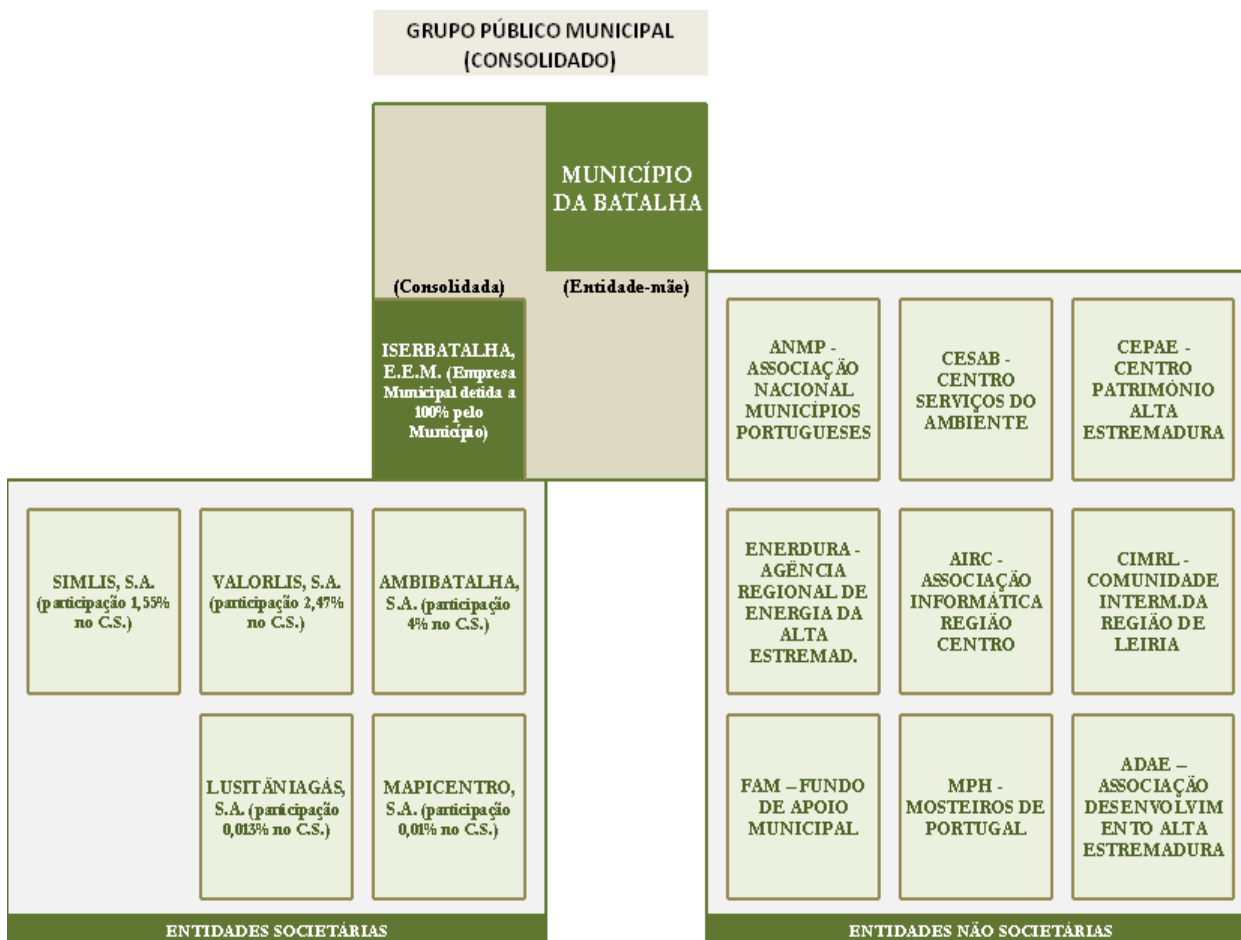 GRUPO PÚBLICO MUNICIPAL
(CONSOLIDADO)
MUNICÍPIO
DA BATALHA
(Consolidada)
(Entidade-mãe)
ISERBATALHA,
E.E.M. (Empresa
Municipal detida a
100% pelo
Município)
SIMLIS, S.A.
(participação 1,55%
no C.S.)
VALORLIS, S.A.
(participação 2,47%
no C.S.)
AMBIBATALHA,
S.A. (participação
4% no C.S.)
LUSITÂNIAGÁS,
S.A. (participação
0,013% no C.S.)
MAPICENTRO,
S.A. (participação
0,01% no C.S.)
ENTIDADES SOCIETÁRIAS
ANMP -
ASSOCIAÇÃO
NACIONAL
MUNICÍPIOS
PORTUGUESES
CESAB -
CENTRO
SERVIÇOS DO
AMBIENTE
CEPAE -
CENTRO
PATRIMÓNIO
ALTA
ESTREMADURA
ENERDURA -
AGÊNCIA
REGIONAL DE
ENERGIA DA
ALTA
ESTREMAD.
AIRC -
ASSOCIAÇÃO
INFORMÁTICA
REGIÃO
CENTRO
CIMRL -
COMUNIDADE
INTERM.DA
REGIÃO DE
LEIRIA
FAM – FUNDO
DE APOIO
MUNICIPAL
MPH -
MOSTEIROS DE
PORTUGAL
ADAE –
ASSOCIAÇÃO
DESENVOLVIM
ENTO ALTA
ESTREMADURA
ENTIDADES NÃO SOCIETÁRIAS